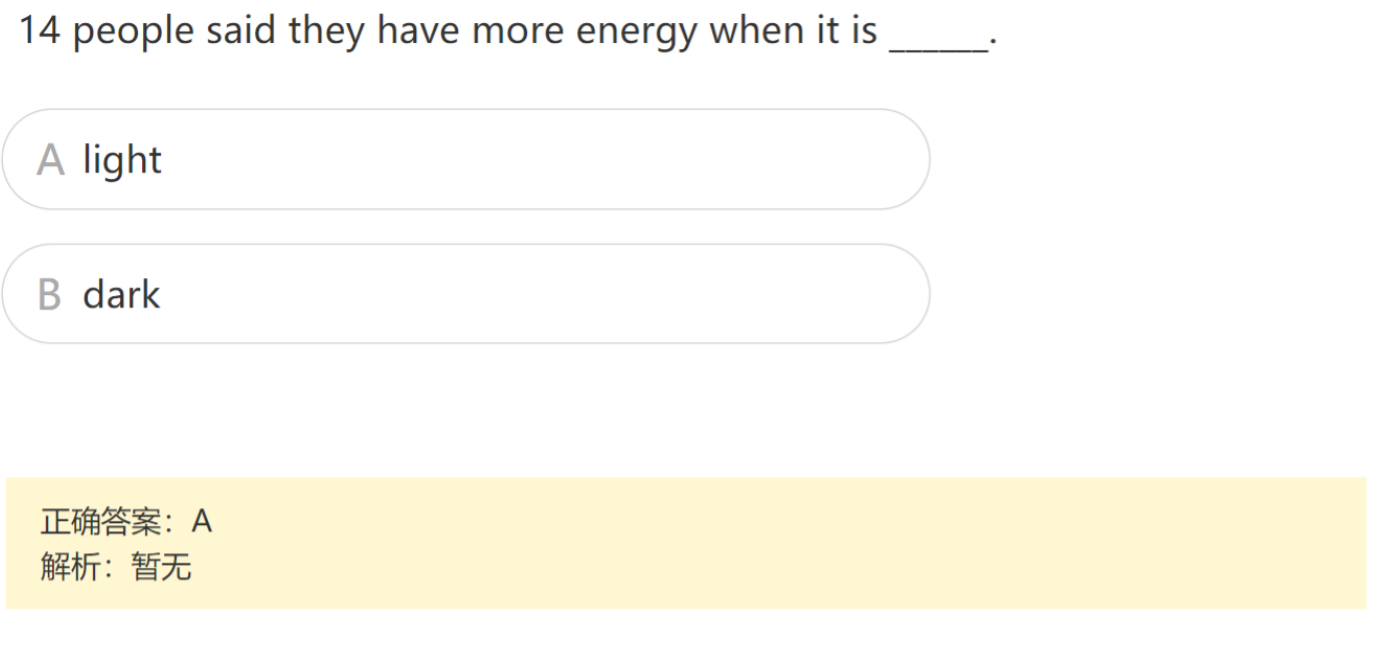 14 people said they have more energy when it is ______.
A light
B dark
正确答案：A
解析：暂无